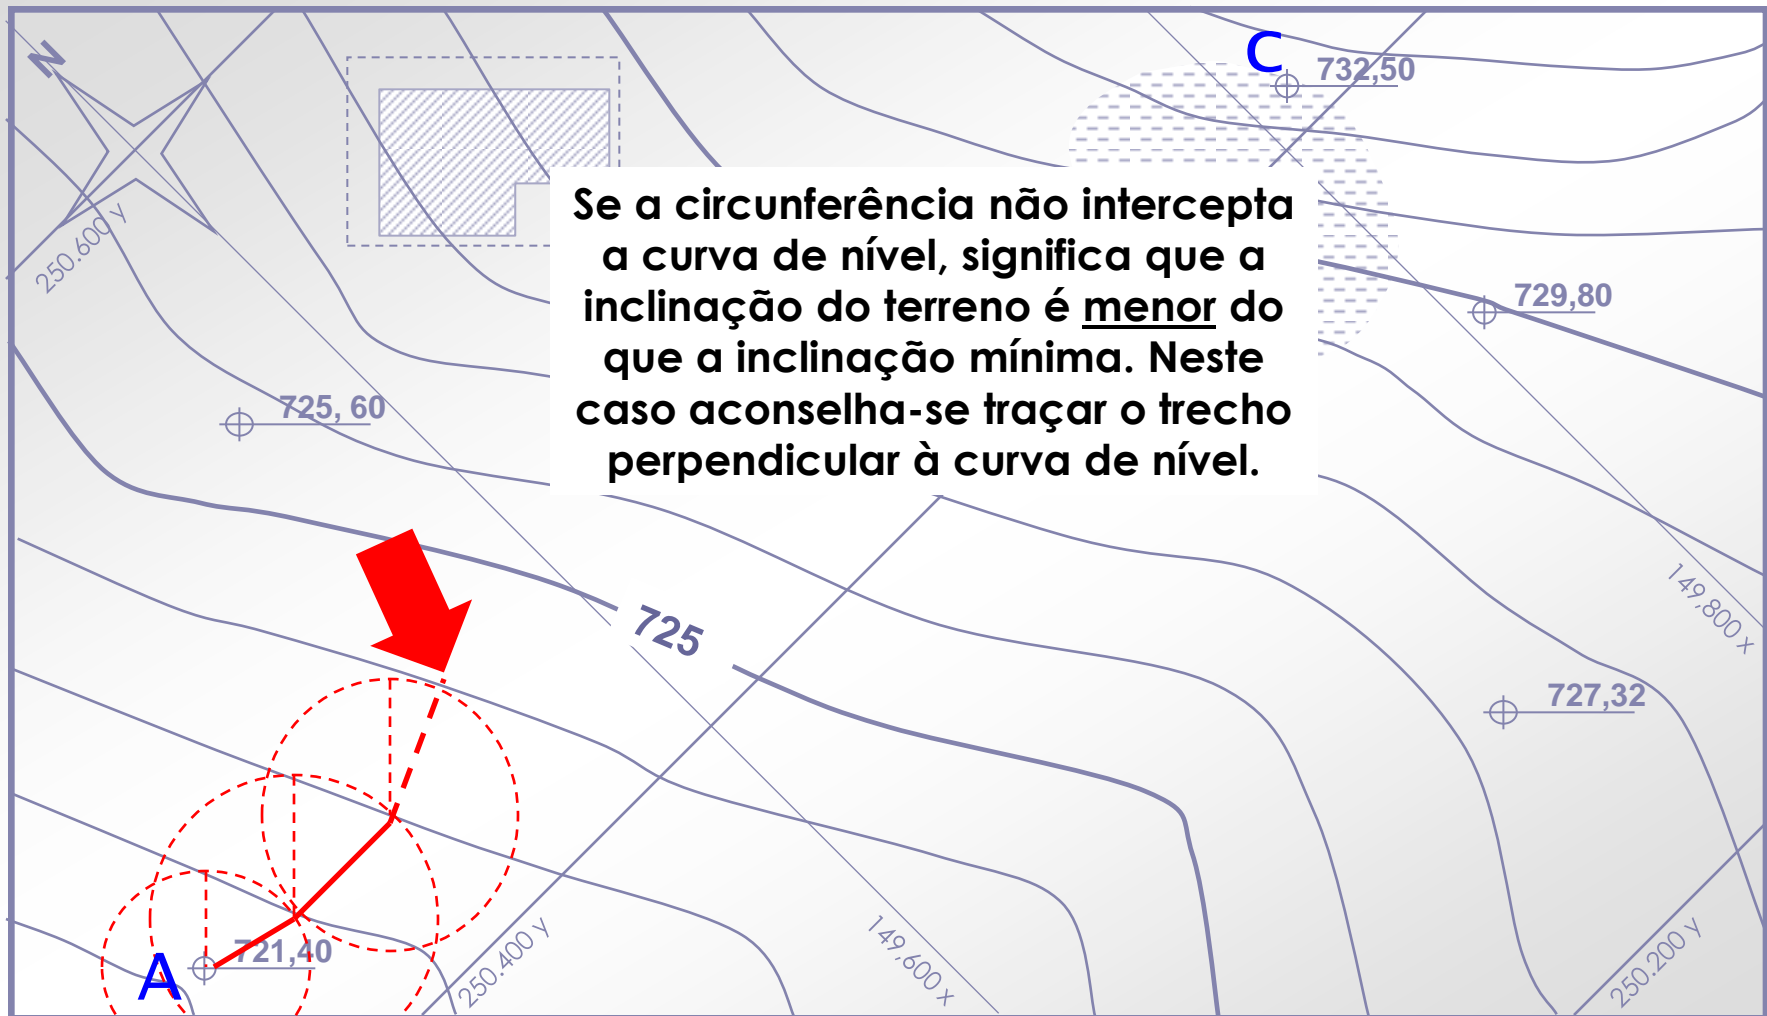 N
C
732,50
250.600 y
Se a circunferência não intercepta
a curva de nível, significa que a
inclinação do terreno é menor do
que a inclinação mínima. Neste
caso aconselha-se traçar o trecho
perpendicular à curva de nível.
729,80
725, 60
149,800 x
725
727,32
721,40
A
250.400 y
149,600 x
250.200 y